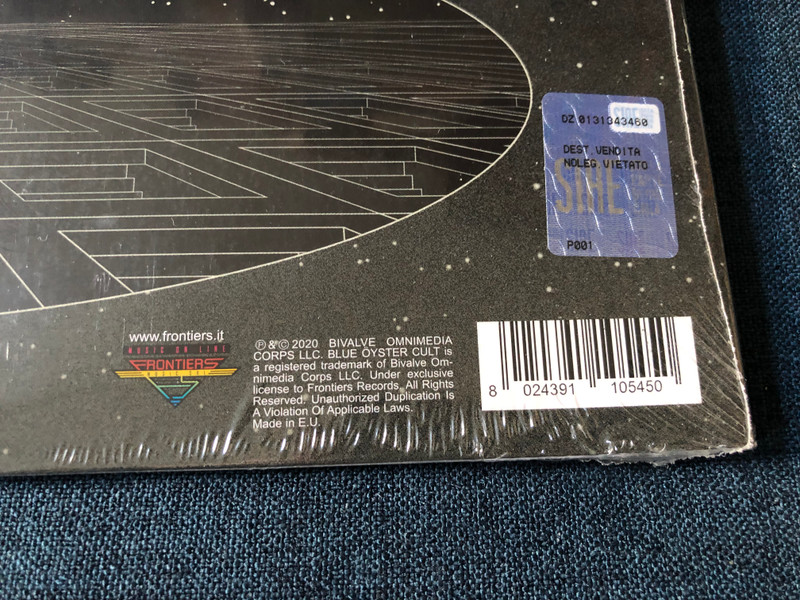 DZ 0131343460
DEST.VENDITA
NOLEG.VIETATO
SIAE
P001
www.frontiers.it
MUSIC ON LINE
FRONTIERS
℗&© 2020 BIVALVE OMNIMEDIA
CORPS LLC. BLUE OYSTER CULT is
a registered trademark of Bivalve Om-
nimedia Corps LLC. Under exclusive
license to Frontiers Records. All Rights
Reserved. Unauthorized Duplication Is
A Violation Of Applicable Laws.
Made in E.U.
8 024391 105450